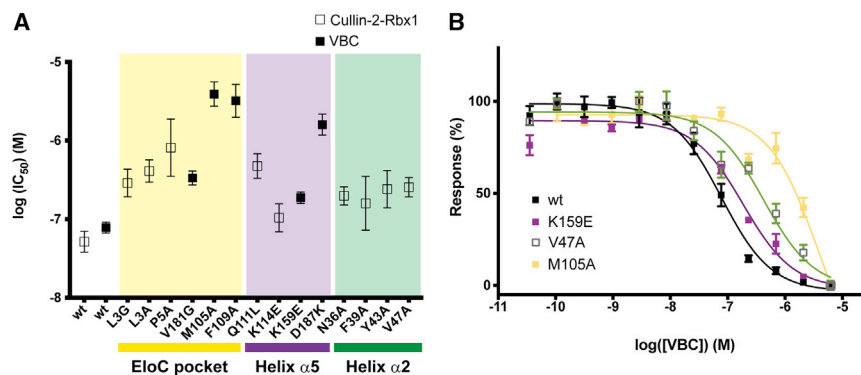 A
Cullin-2-Rbx1
VBC
log (IC50) (M)
-5
-6
-7
-8
wt
wt
L3G
L3A
P5A
V181G
M105A
F109A
Q111L
K114E
K159E
D187K
N36A
F39A
Y43A
V47A
EloC pocket
Helix α5
Helix α2
B
Response (%)
100
50
0
wt
K159E
V47A
M105A
-11 -10 -9 -8 -7 -6 -5
log([VBC]) (M)